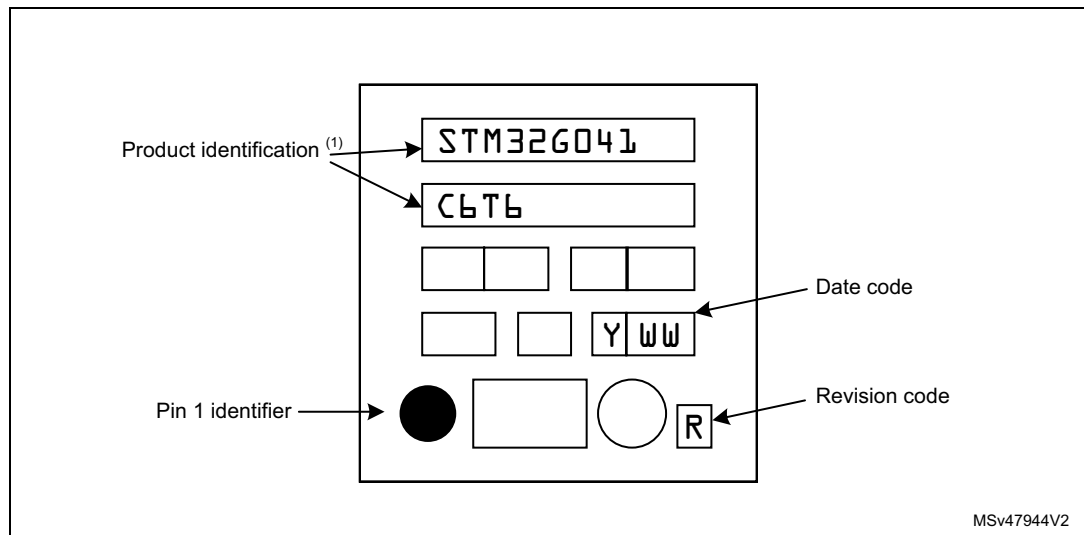 Product identification (1)
STM32G041
C6T6
Date code
Y WW
Pin 1 identifier
Revision code
R
MSv47944V2